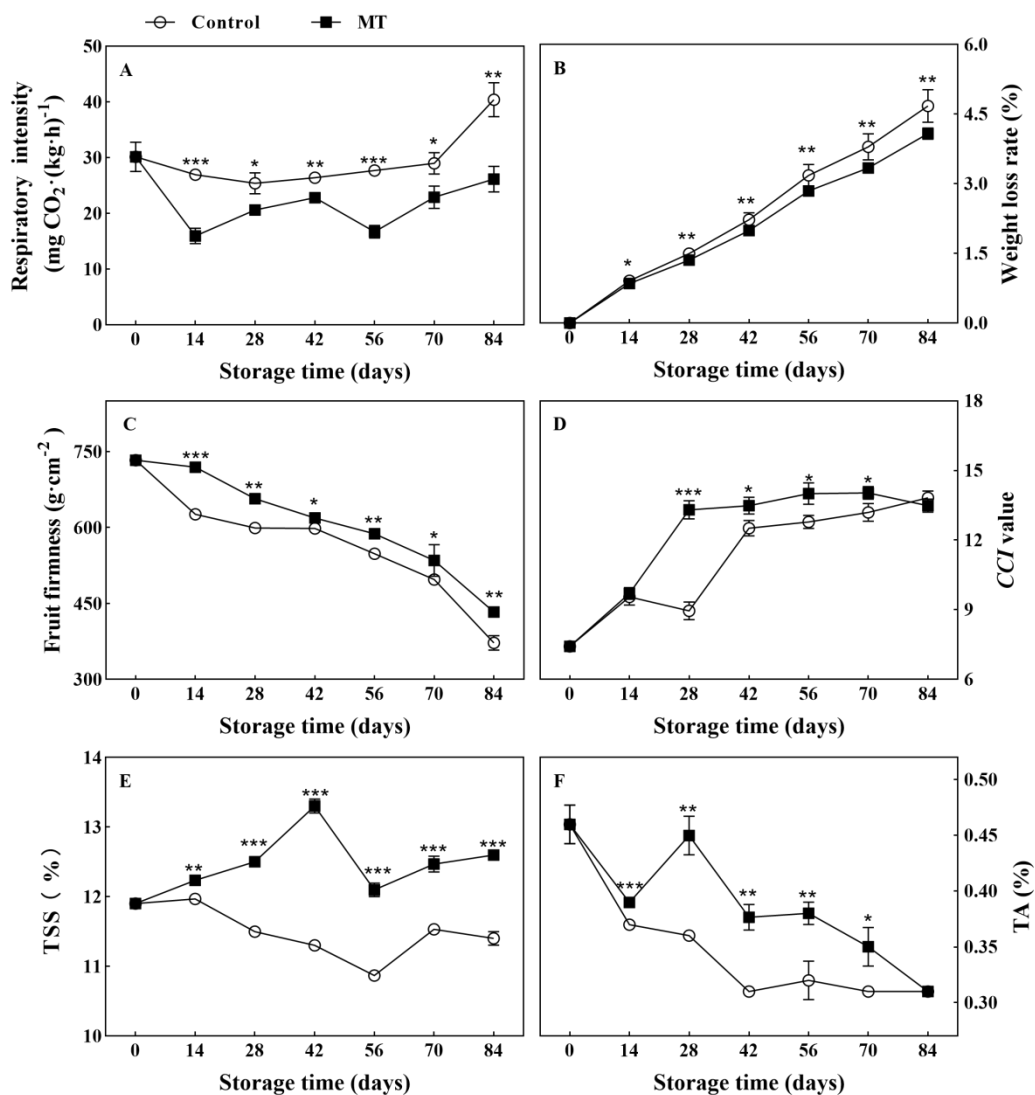 Control MT
A
50
40
30
20
10
0
Respiratory intensity
(mg CO₂·(kg·h)⁻¹
*** * ** *** * **
0 14 28 42 56 70 84
Storage time (days)
B
6.0
4.5
3.0
1.5
0.0
Weight loss rate (%)
* ** ** ** ** **
0 14 28 42 56 70 84
Storage time (days)
C
750
600
450
300
Fruit firmness (g·cm⁻²)
*** ** * ** * **
0 14 28 42 56 70 84
Storage time (days)
D
18
15
12
9
6
CCI value
*** * * *
0 14 28 42 56 70 84
Storage time (days)
E
14
13
12
11
10
TSS ( %)
** *** *** *** *** ***
0 14 28 42 56 70 84
Storage time (days)
F
0.50
0.45
0.40
0.35
0.30
TA (%)
*** ** ** ** *
0 14 28 42 56 70 84
Storage time (days)